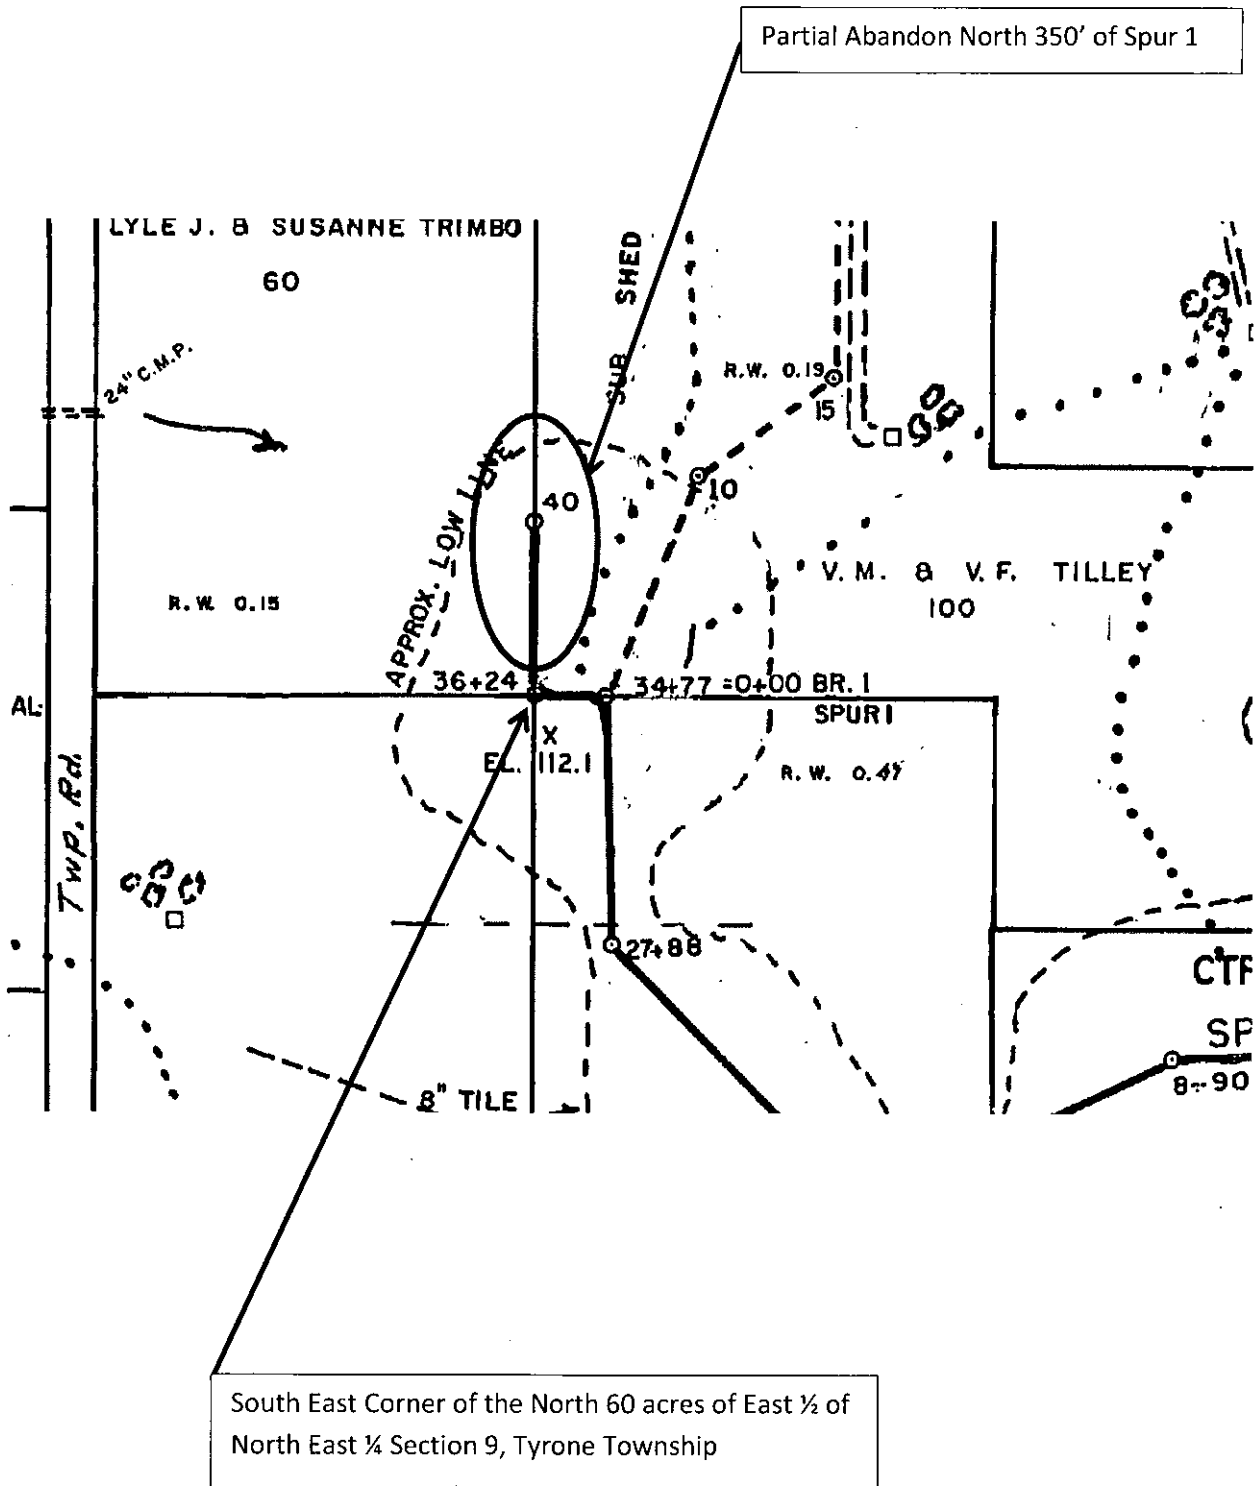 Partial Abandon North 350’ of Spur 1
LYLE J. & SUSANNE TRIMBO
60
SUB SHED
24" C.M.P.
R.W. 0.19
15
10
40
APPROX. LOW LINE
V. M. & V. F. TILLEY
100
R.W. 0.15
36+24
34+77 = 0+00 BR. 1
SPUR 1
AL
X
EL. 112.1
R. W. 0.47
Twp. Rd.
27+88
CTF
SP
8+90
8" TILE
South East Corner of the North 60 acres of East ½ of
North East ¼ Section 9, Tyrone Township